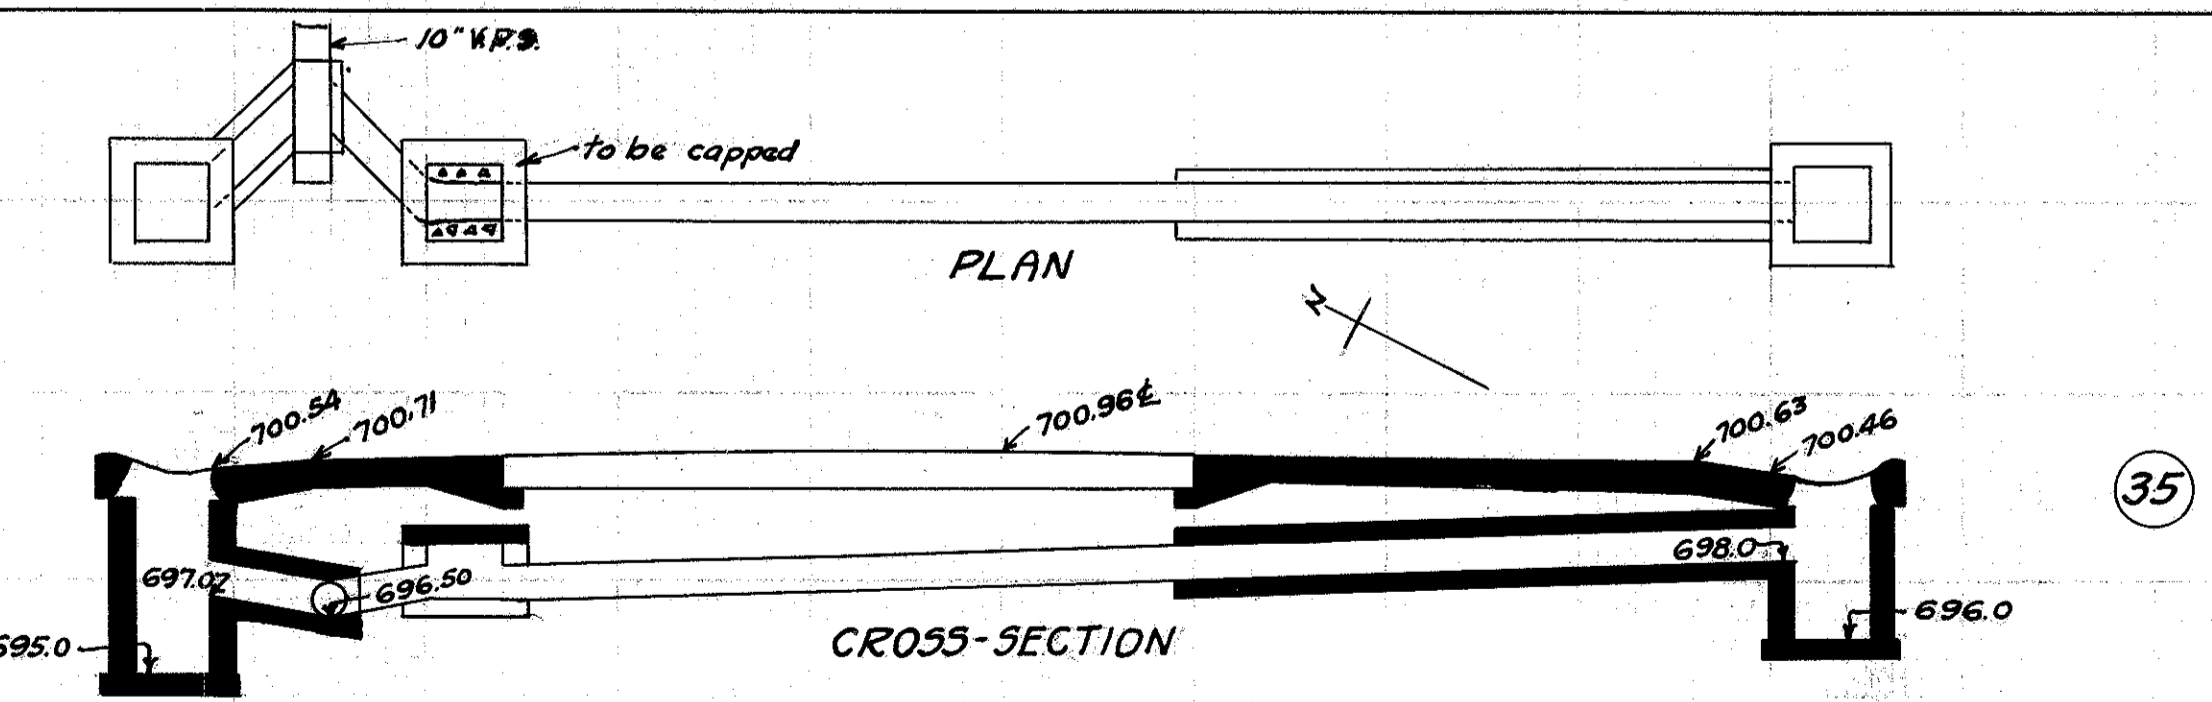 10" V.P.S.
to be capped
PLAN
N
700.54
700.71
700.96 ℄
700.63
700.46
35
697.02
696.50
698.0
695.0
696.0
CROSS-SECTION